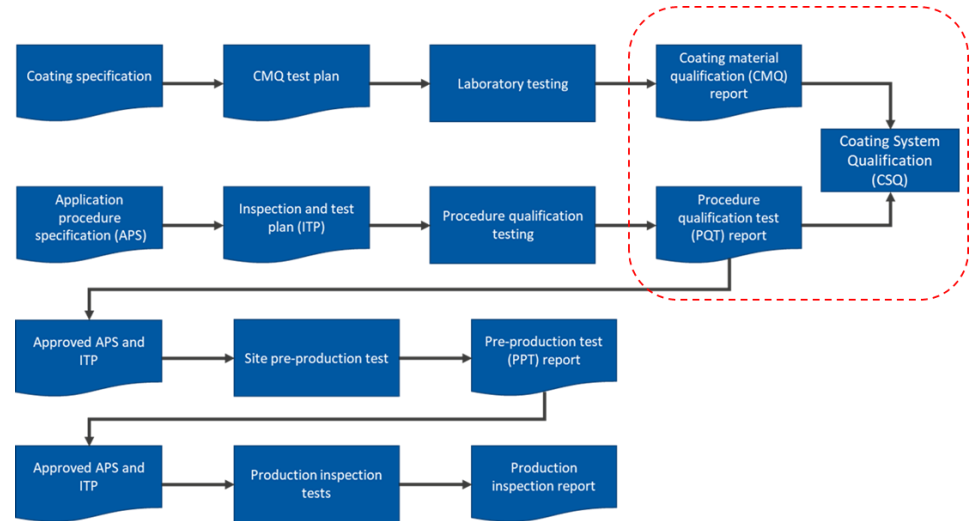 Coating specification
CMQ test plan
Laboratory testing
Coating material
qualification (CMQ)
report
Coating System
Qualification
(CSQ)
Application
procedure
specification (APS)
Inspection and test
plan (ITP)
Procedure qualification
testing
Procedure
qualification test
(PQT) report
Approved APS and
ITP
Site pre-production test
Pre-production test
(PPT) report
Approved APS and
ITP
Production inspection
tests
Production
inspection report